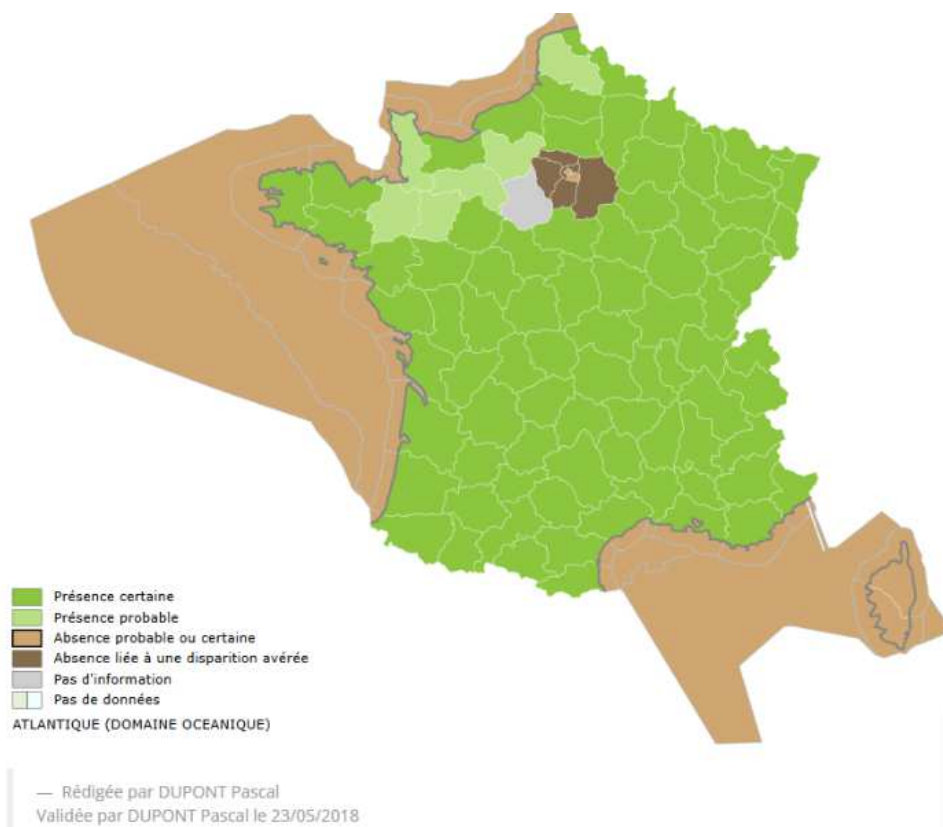 Présence certaine
Présence probable
Absence probable ou certaine
Absence liée à une disparition avérée
Pas d'information
Pas de données
ATLANTIQUE (DOMAINE OCEANIQUE)
— Rédigée par DUPONT Pascal
Validée par DUPONT Pascal le 23/05/2018